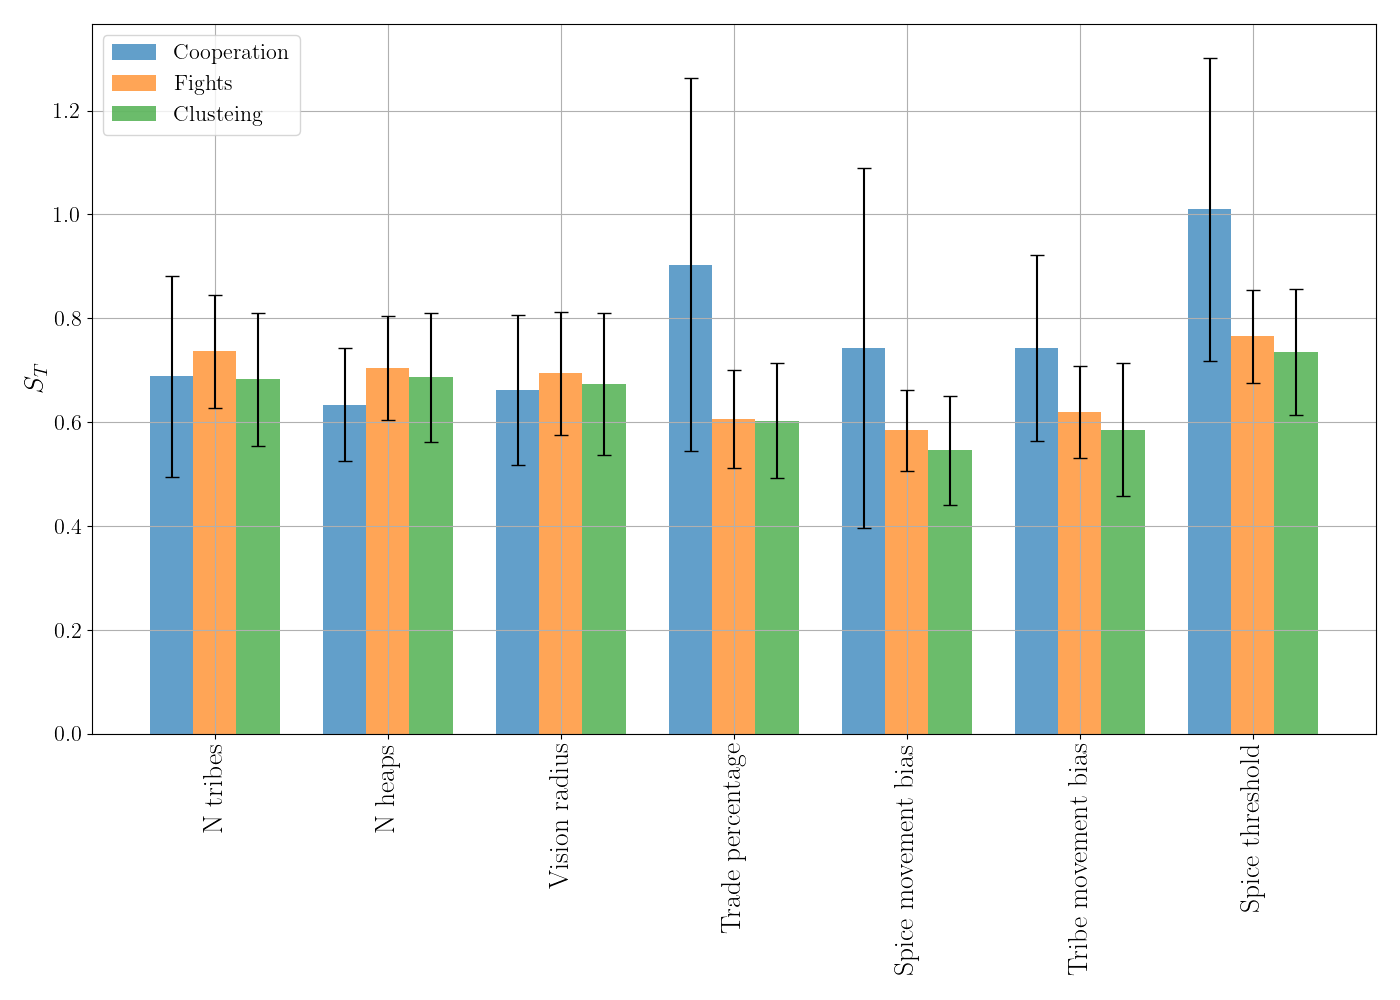 Cooperation
Fights
Clusteing
1.2
1.0
0.8
0.6
0.4
0.2
0.0
S_T
N tribes
N heaps
Vision radius
Trade percentage
Spice movement bias
Tribe movement bias
Spice threshold